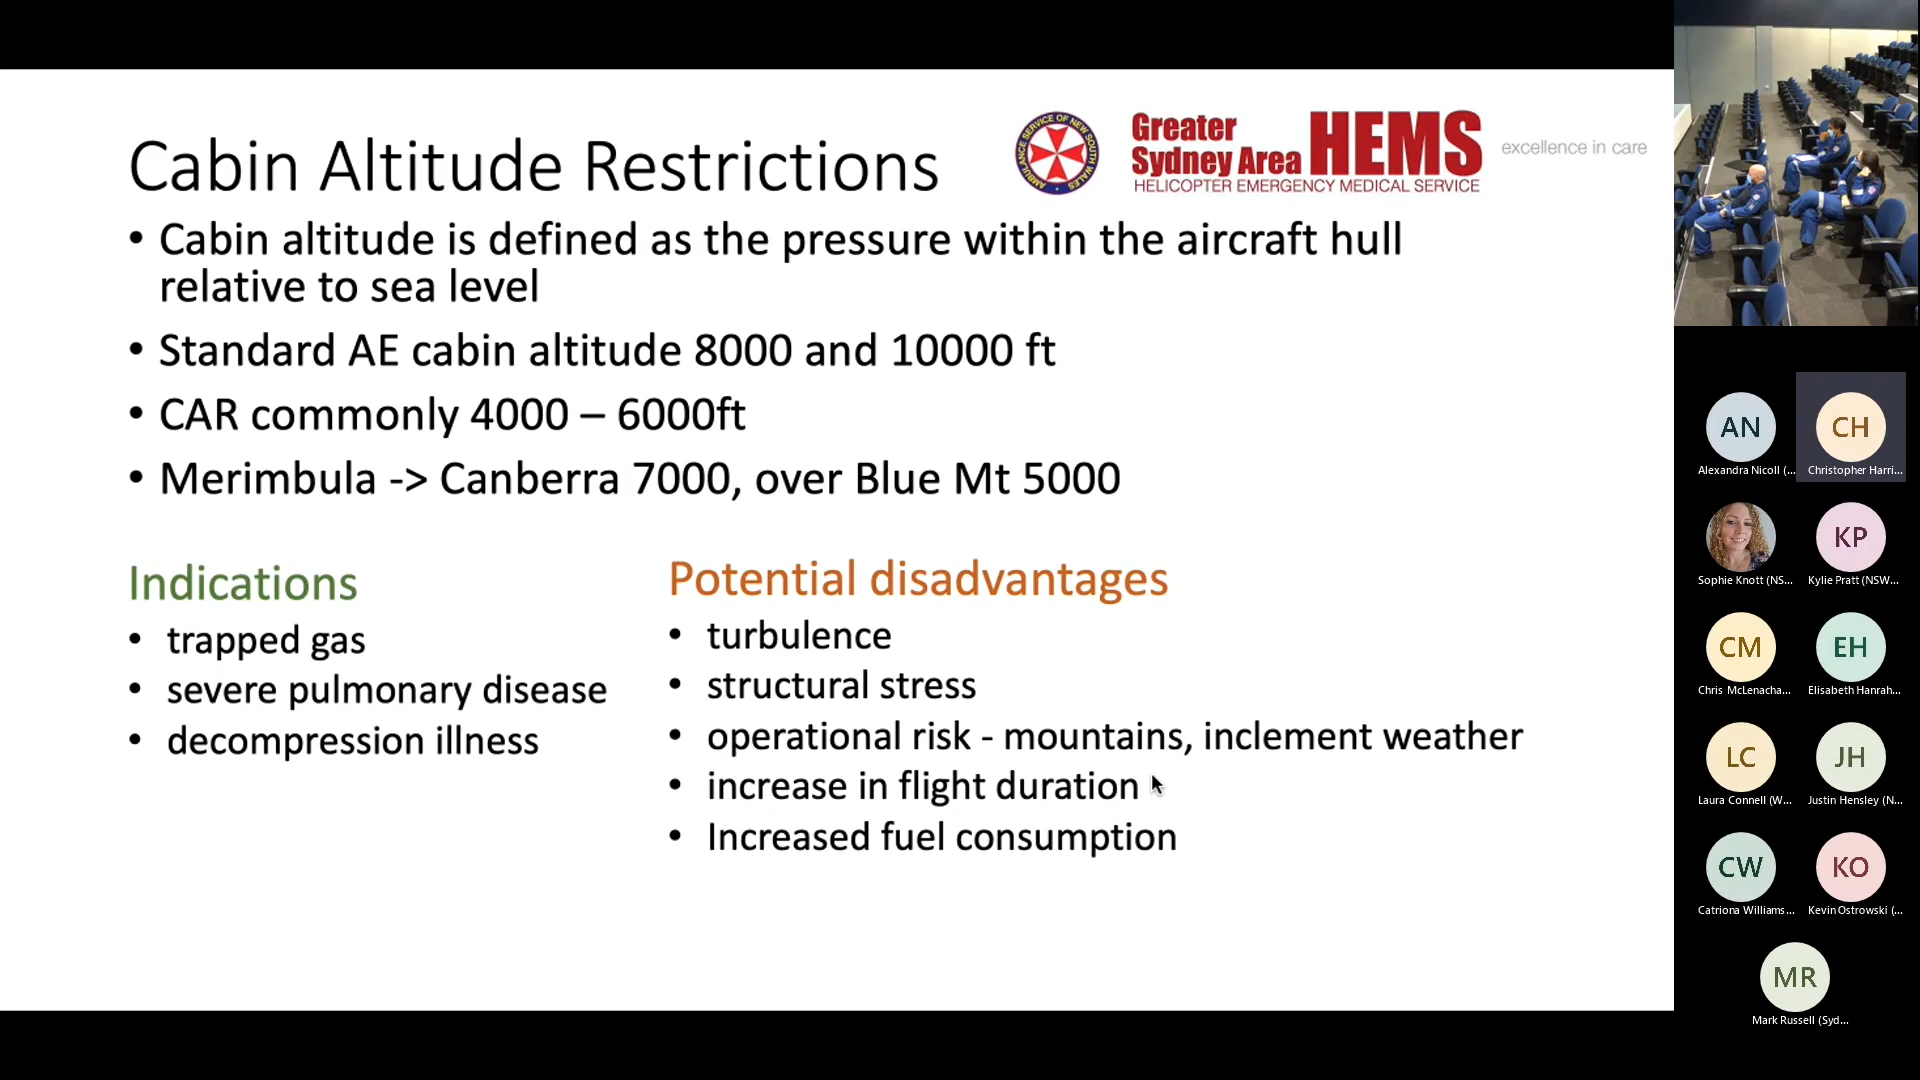 Cabin Altitude Restrictions
AMBULANCE SERVICE OF NEW SOUTH WALES
Greater
Sydney Area HEMS
HELICOPTER EMERGENCY MEDICAL SERVICE
excellence in care
• Cabin altitude is defined as the pressure within the aircraft hull
relative to sea level
• Standard AE cabin altitude 8000 and 10000 ft
• CAR commonly 4000 – 6000ft
• Merimbula -> Canberra 7000, over Blue Mt 5000
Indications
• trapped gas
• severe pulmonary disease
• decompression illness
Potential disadvantages
• turbulence
• structural stress
• operational risk - mountains, inclement weather
• increase in flight duration
• Increased fuel consumption
AN
Alexandra Nicoll (...
CH
Christopher Harri...
Sophie Knott (NS...
KP
Kylie Pratt (NSW...
CM
Chris McLenacha...
EH
Elisabeth Hanrah...
LC
Laura Connell (W...
JH
Justin Hensley (N...
CW
Catriona Williams...
KO
Kevin Ostrowski (...
MR
Mark Russell (Syd...